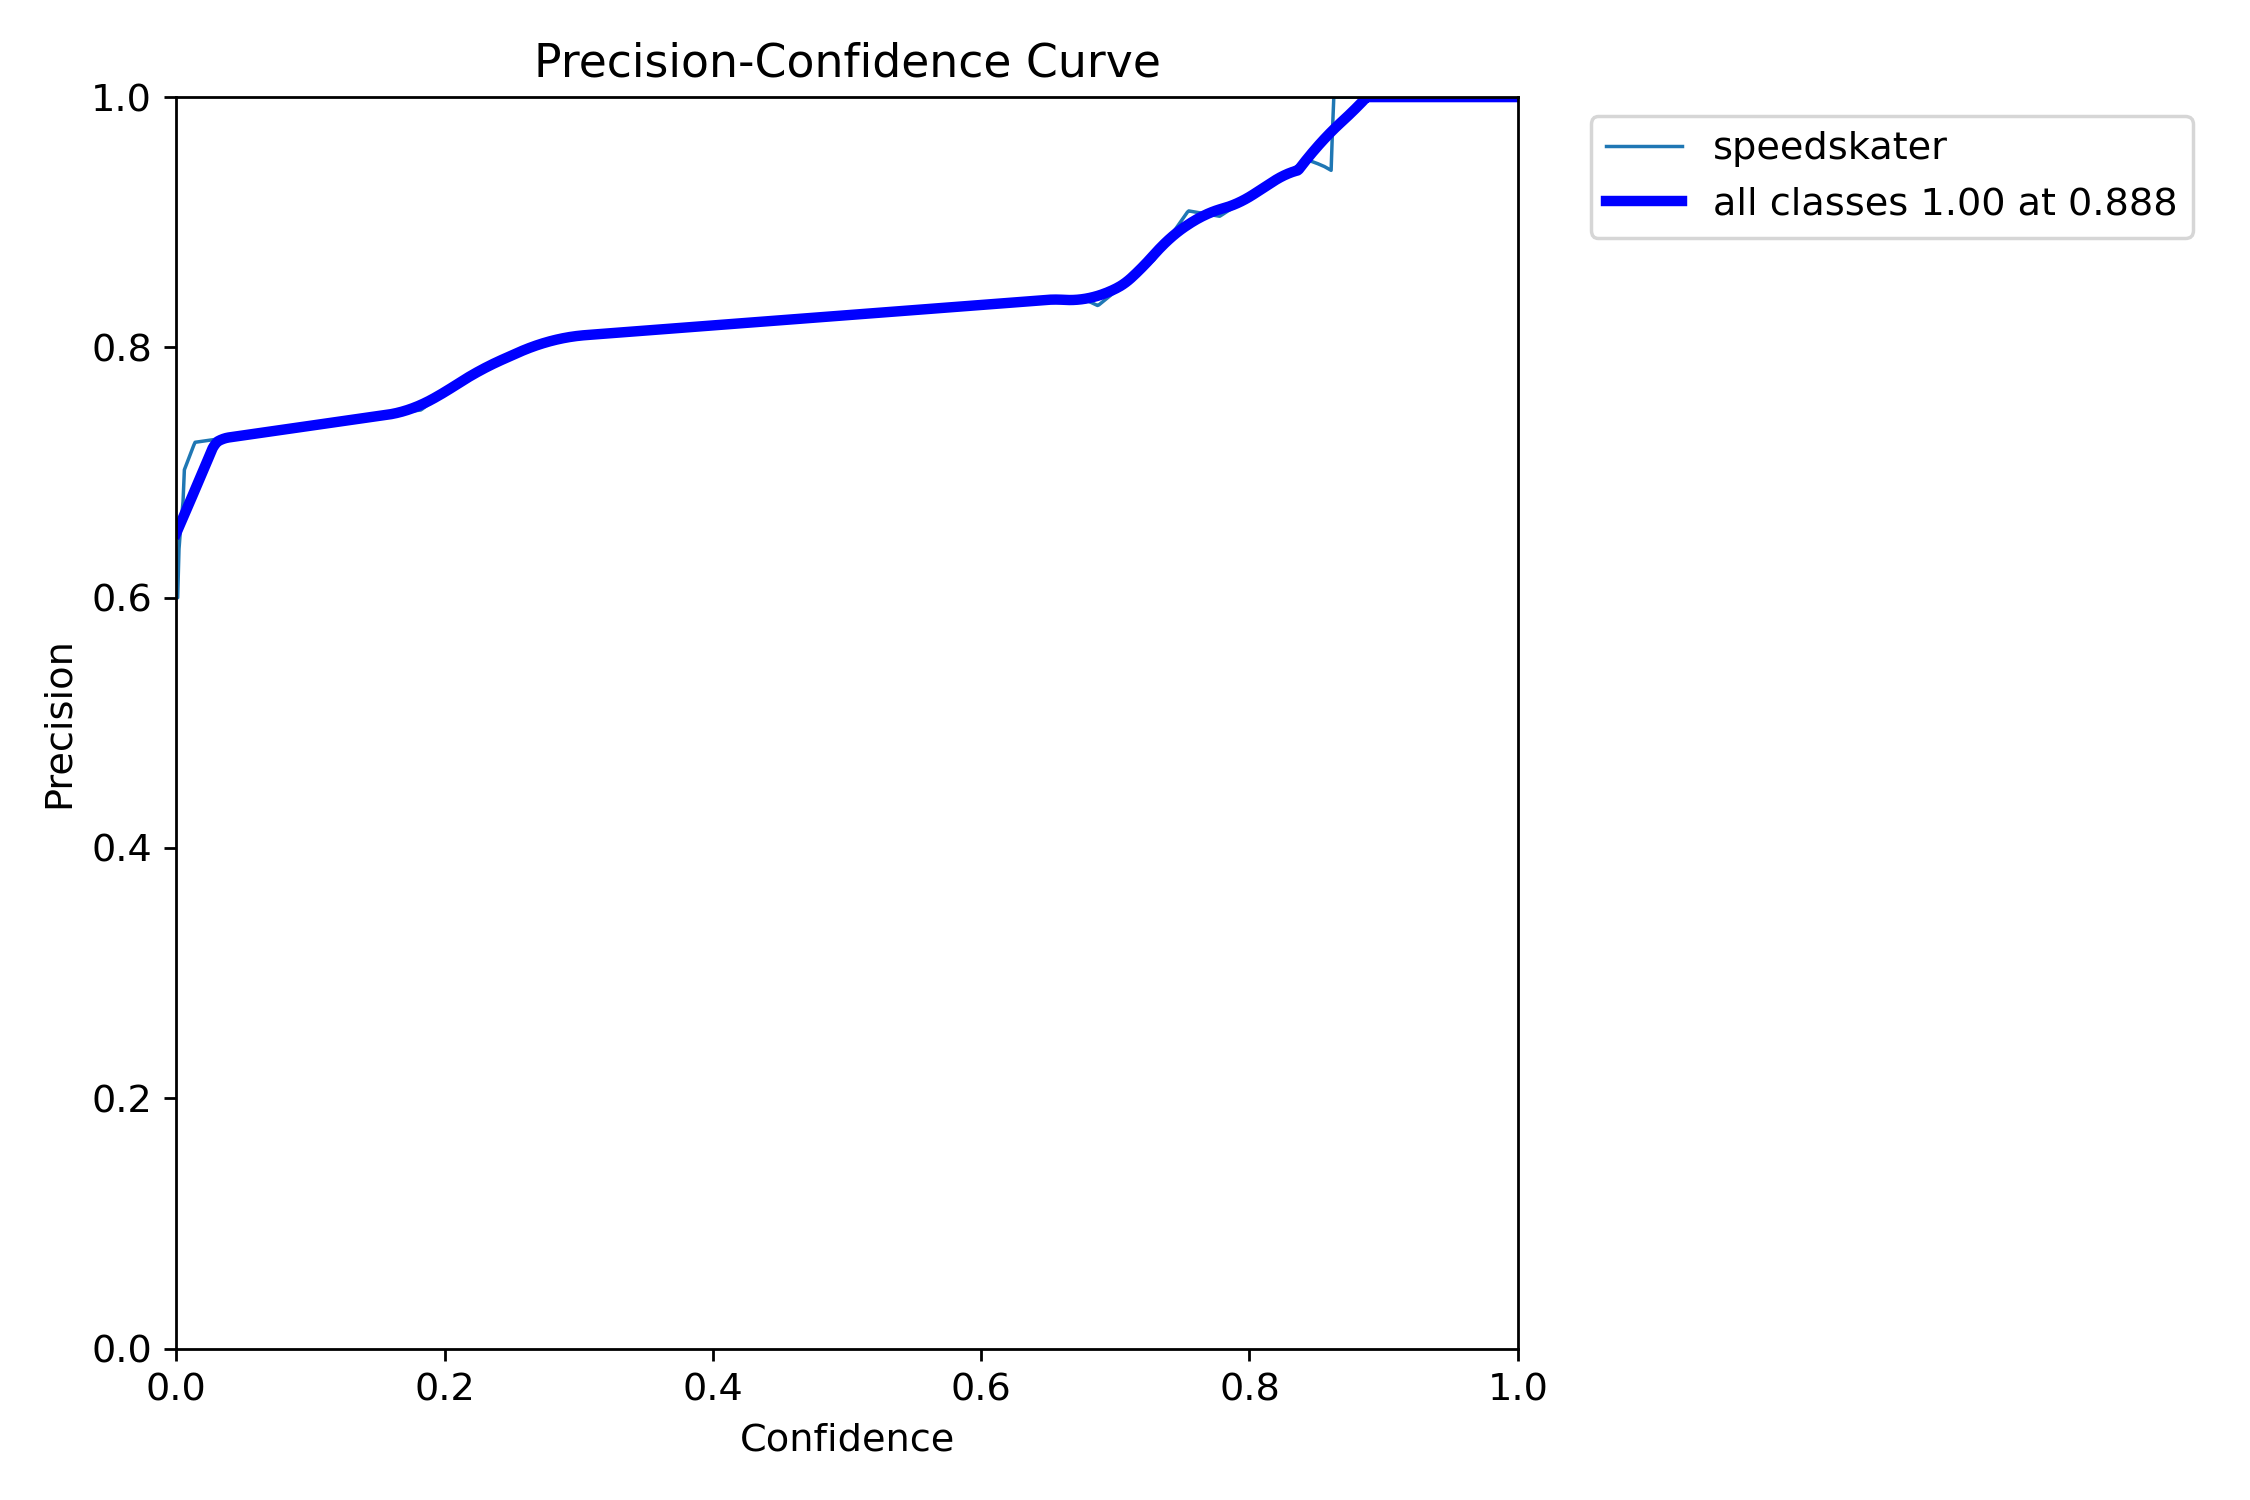 Precision-Confidence Curve
1.0
0.8
0.6
0.4
0.2
0.0
Precision
0.0 0.2 0.4 0.6 0.8 1.0
Confidence
speedskater
all classes 1.00 at 0.888